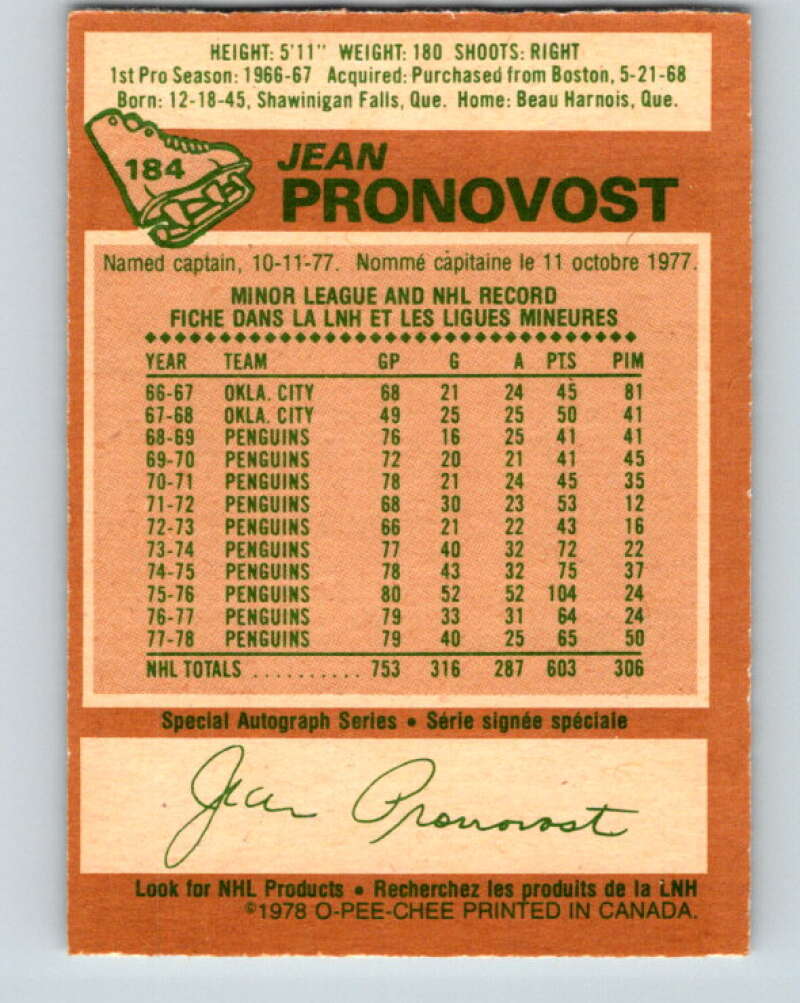 HEIGHT: 5'11" WEIGHT: 180 SHOOTS: RIGHT
1st Pro Season: 1966-67 Acquired: Purchased from Boston, 5-21-68
Born: 12-18-45, Shawinigan Falls, Que. Home: Beau Harnois, Que.
184
JEAN
PRONOVOST
Named captain, 10-11-77. Nommé capitaine le 11 octobre 1977.
MINOR LEAGUE AND NHL RECORD
FICHE DANS LA LNH ET LES LIGUES MINEURES
YEAR TEAM GP G A PTS PIM
66-67 OKLA. CITY 68 21 24 45 81
67-68 OKLA. CITY 49 25 25 50 41
68-69 PENGUINS 76 16 25 41 41
69-70 PENGUINS 72 20 21 41 45
70-71 PENGUINS 78 21 24 45 35
71-72 PENGUINS 68 30 23 53 12
72-73 PENGUINS 66 21 22 43 16
73-74 PENGUINS 77 40 32 72 22
74-75 PENGUINS 78 43 32 75 37
75-76 PENGUINS 80 52 52 104 24
76-77 PENGUINS 79 33 31 64 24
77-78 PENGUINS 79 40 25 65 50
NHL TOTALS .......... 753 316 287 603 306
Special Autograph Series • Série signée spéciale
Jean Pronovost
Look for NHL Products • Recherchez les produits de la LNH
©1978 O-PEE-CHEE PRINTED IN CANADA.